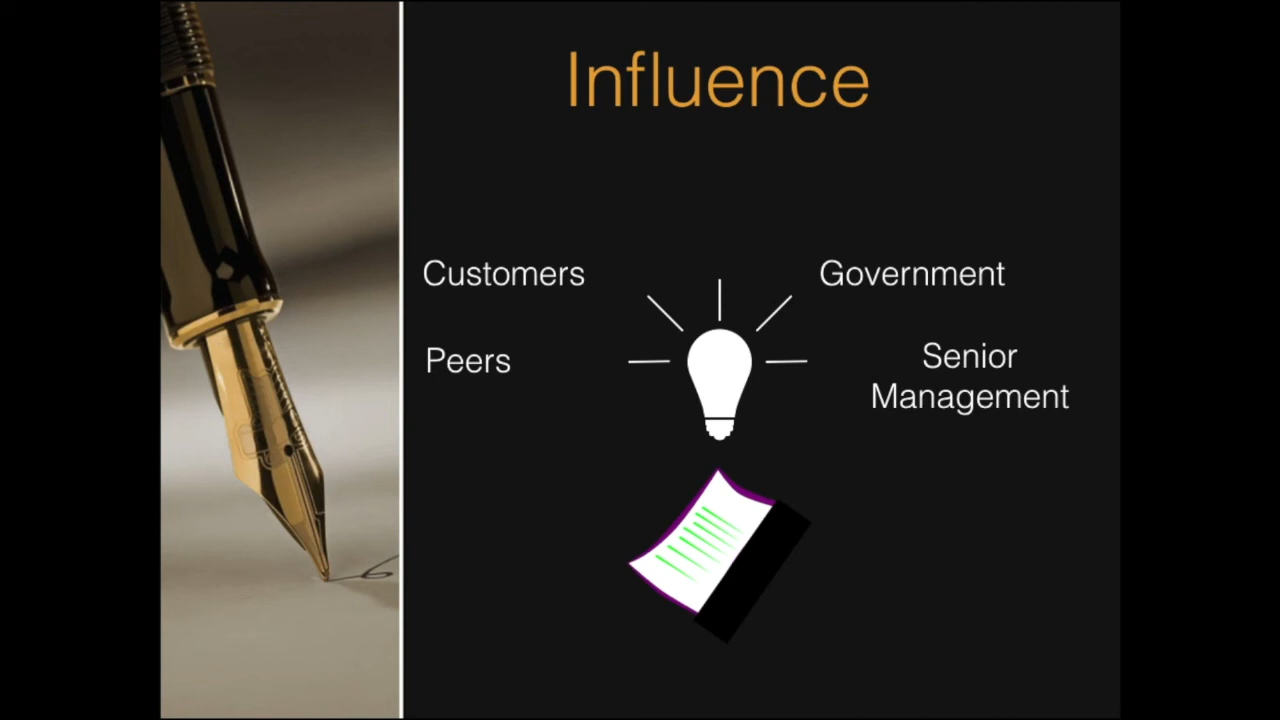 Influence
Customers
Government
Peers
Senior
Management